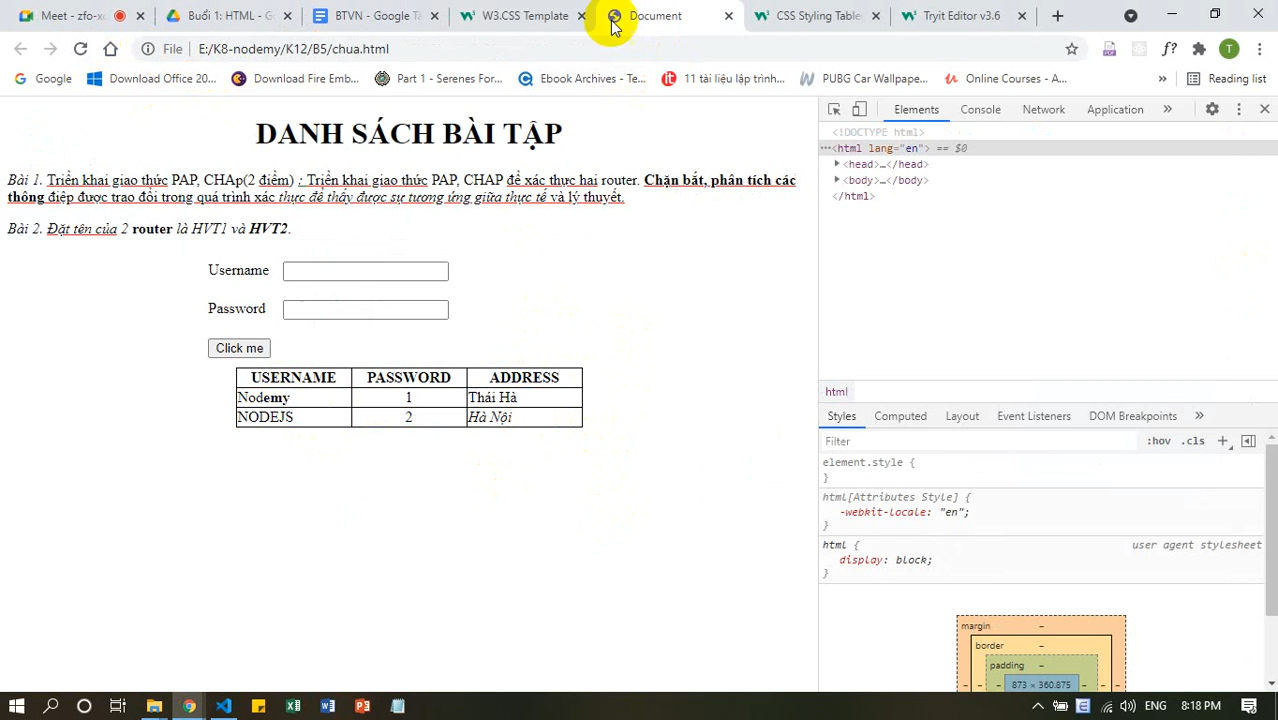 Meet - zfo-xc
Buổi 1: HTML - G
BTVN - Google T
W3.CSS Template
Document
CSS Styling Table
Tryit Editor v3.6
File
E:/K8-nodemy/K12/B5/chua.html
f?
T
Google
Download Office 20...
Fire Emb...
Part 1 - Serenes For...
Ebook Archives - Te...
it
11 tài liệu lập trình...
PUBG Car Wallpape...
Online Courses - A...
»
Reading list
DANH SÁCH BÀI TẬP
Bài 1. Triển khai giao thức PAP, CHAp(2 điểm) : Triển khai giao thức PAP, CHAP để xác thực hai router. Chặn bắt, phân tích các
thông điệp được trao đổi trong quá trình xác thực để thấy được sự tương ứng giữa thực tế và lý thuyết.
Bài 2. Đặt tên của 2 router là HVT1 và HVT2.
Username
Password
Click me
USERNAME PASSWORD ADDRESS
Nodemy 1 Thái Hà
NODEJS 2 Hà Nội
Elements Console Network Application »
<!DOCTYPE html>
···<html lang="en"> == $0
<head>…</head>
<body>…</body>
</html>
html
Styles Computed Layout Event Listeners DOM Breakpoints »
Filter :hov .cls +
element.style {
}
html[Attributes Style] {
-webkit-locale: "en";
}
html { user agent stylesheet
display: block;
}
margin –
border –
padding –
– – – 873 × 360.875 – – –
ENG 8:18 PM